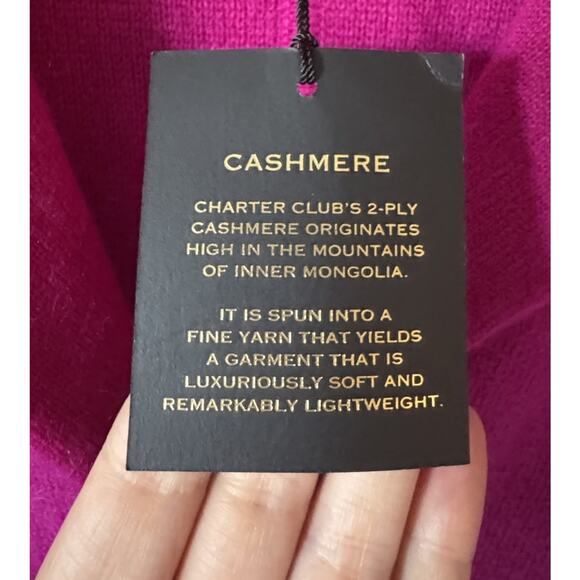 CASHMERE
CHARTER CLUB'S 2-PLY
CASHMERE ORIGINATES
HIGH IN THE MOUNTAINS
OF INNER MONGOLIA.
IT IS SPUN INTO A
FINE YARN THAT YIELDS
A GARMENT THAT IS
LUXURIOUSLY SOFT AND
REMARKABLY LIGHTWEIGHT.